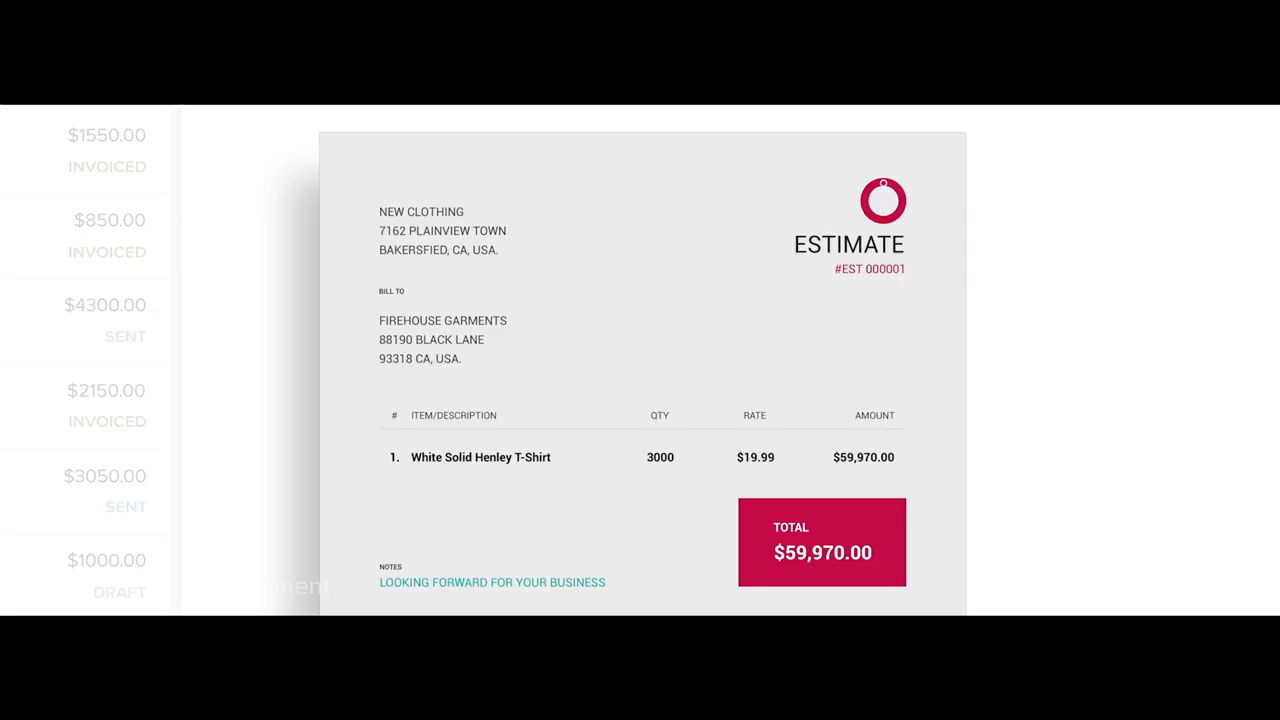 $1550.00
INVOICED
$850.00
INVOICED
$4300.00
SENT
$2150.00
INVOICED
$3050.00
SENT
$1000.00
DRAFT
NEW CLOTHING
7162 PLAINVIEW TOWN
BAKERSFIED, CA, USA.
ESTIMATE
#EST 000001
BILL TO
FIREHOUSE GARMENTS
88190 BLACK LANE
93318 CA, USA.
# ITEM/DESCRIPTION QTY RATE AMOUNT
1. White Solid Henley T-Shirt 3000 $19.99 $59,970.00
TOTAL
$59,970.00
NOTES
LOOKING FORWARD FOR YOUR BUSINESS